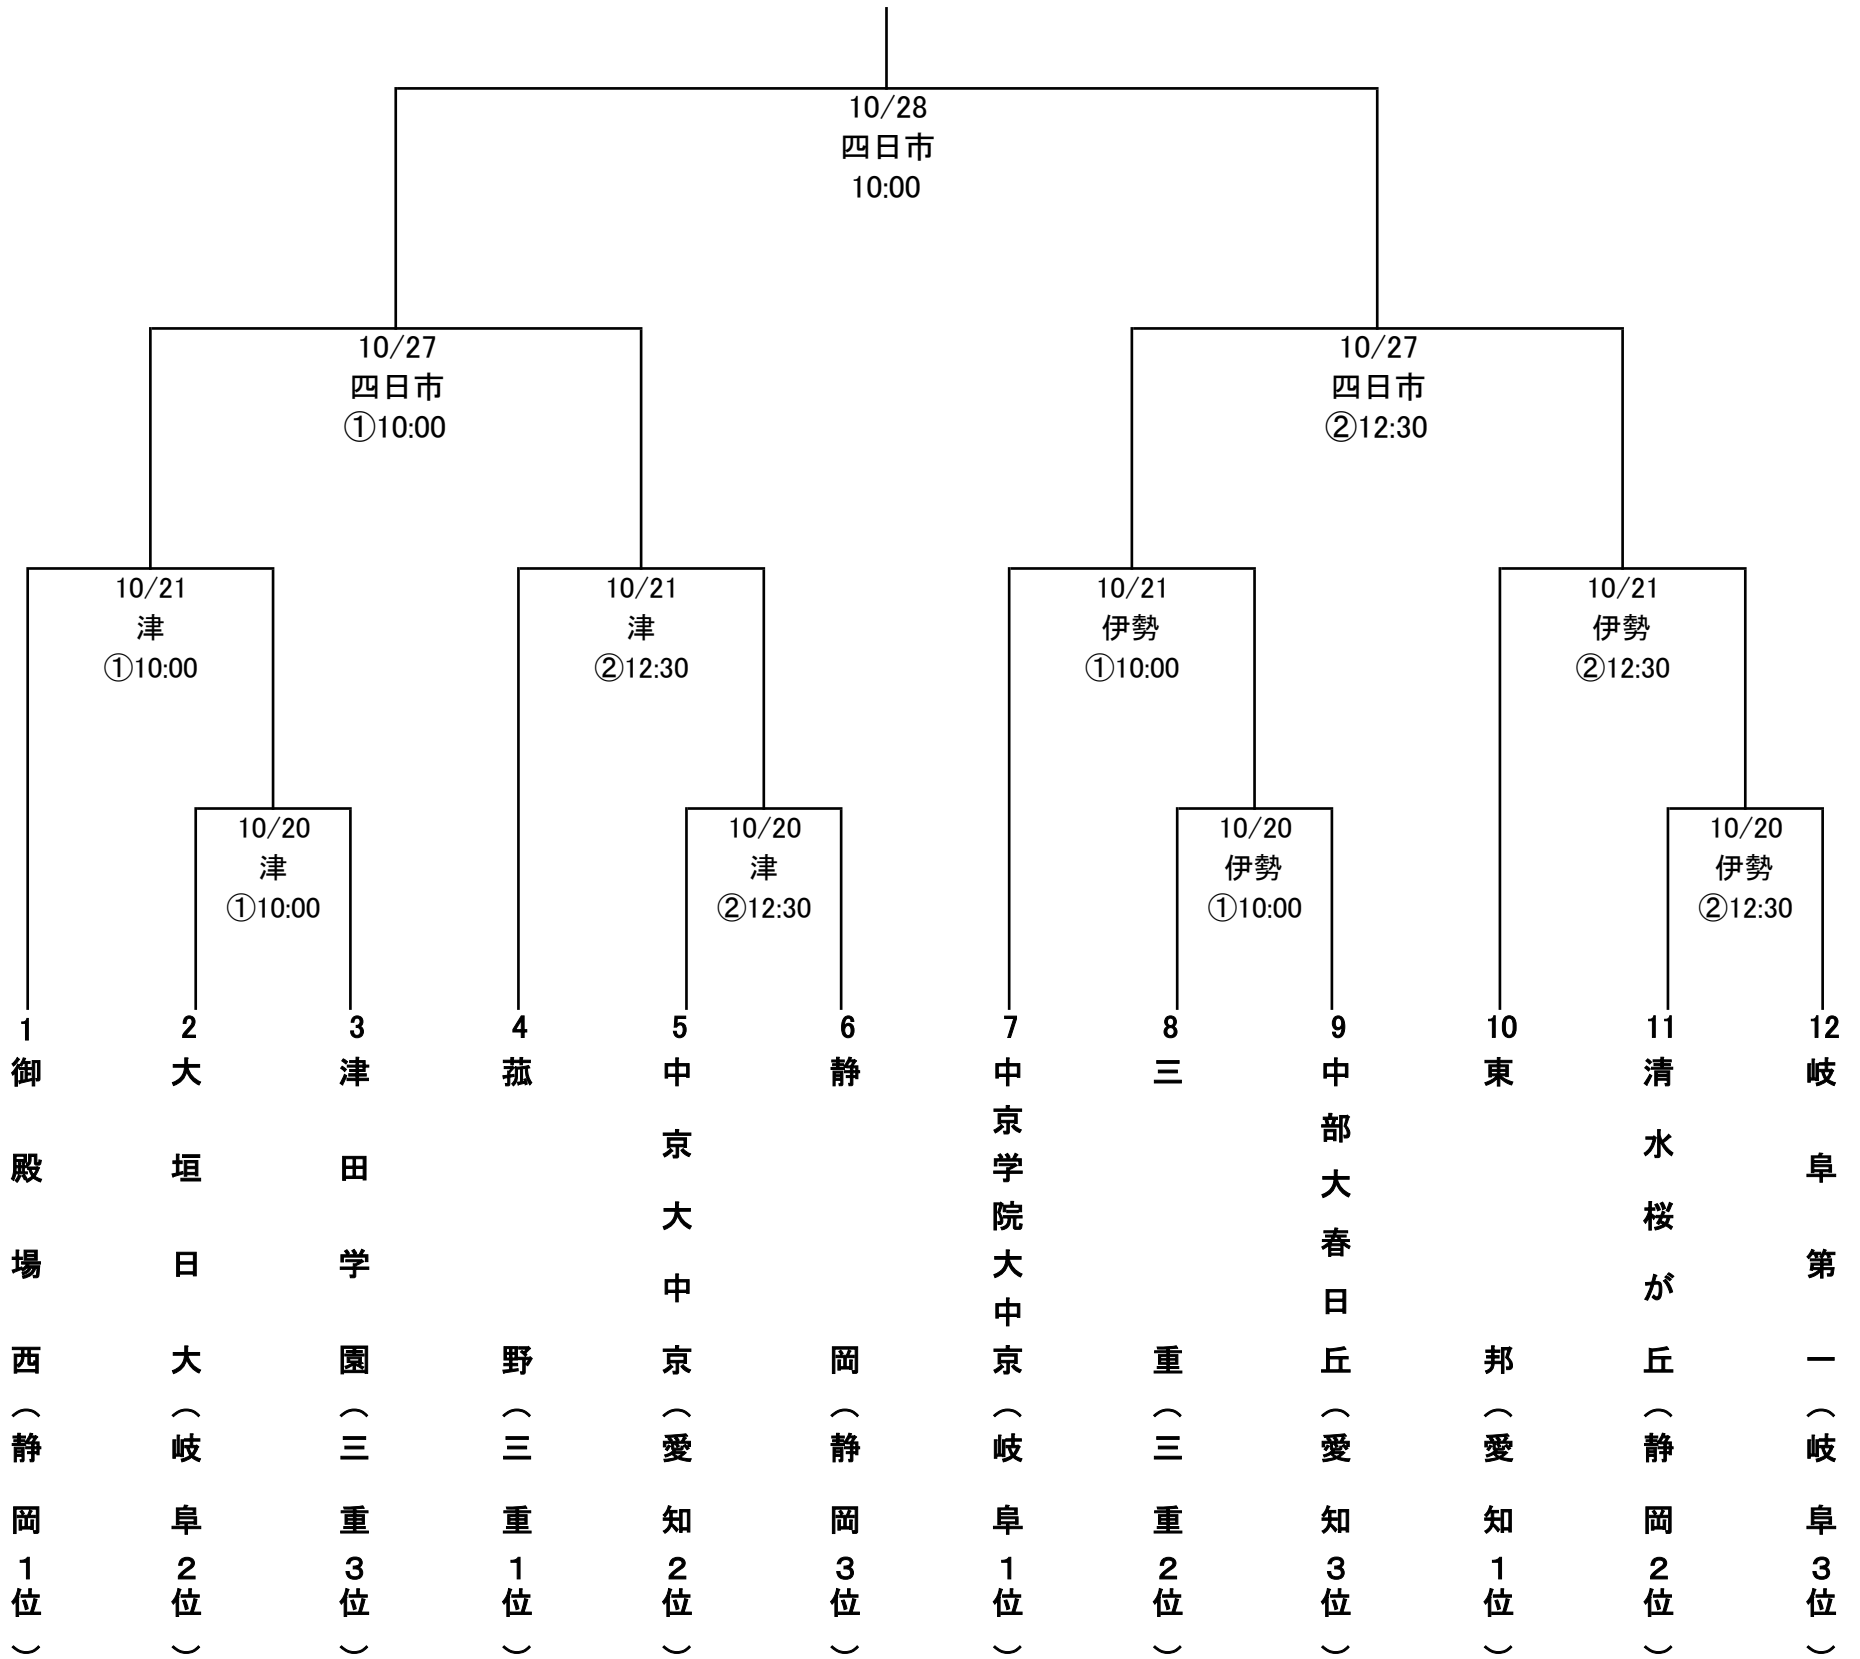 10/28
四日市
10:00
10/27
四日市
①10:00
10/27
四日市
②12:30
10/21
津
①10:00
10/21
津
②12:30
10/21
伊勢
①10:00
10/21
伊勢
②12:30
10/20
津
①10:00
10/20
津
②12:30
10/20
伊勢
①10:00
10/20
伊勢
②12:30
1
御殿場西（静岡１位）
2
大垣日大（岐阜２位）
3
津田学園（三重３位）
4
菰野（三重１位）
5
中京大中京（愛知２位）
6
静岡（静岡３位）
7
中京学院大中京（岐阜１位）
8
三重（三重２位）
9
中部大春日丘（愛知３位）
10
東邦（愛知１位）
11
清水桜が丘（静岡２位）
12
岐阜第一（岐阜３位）